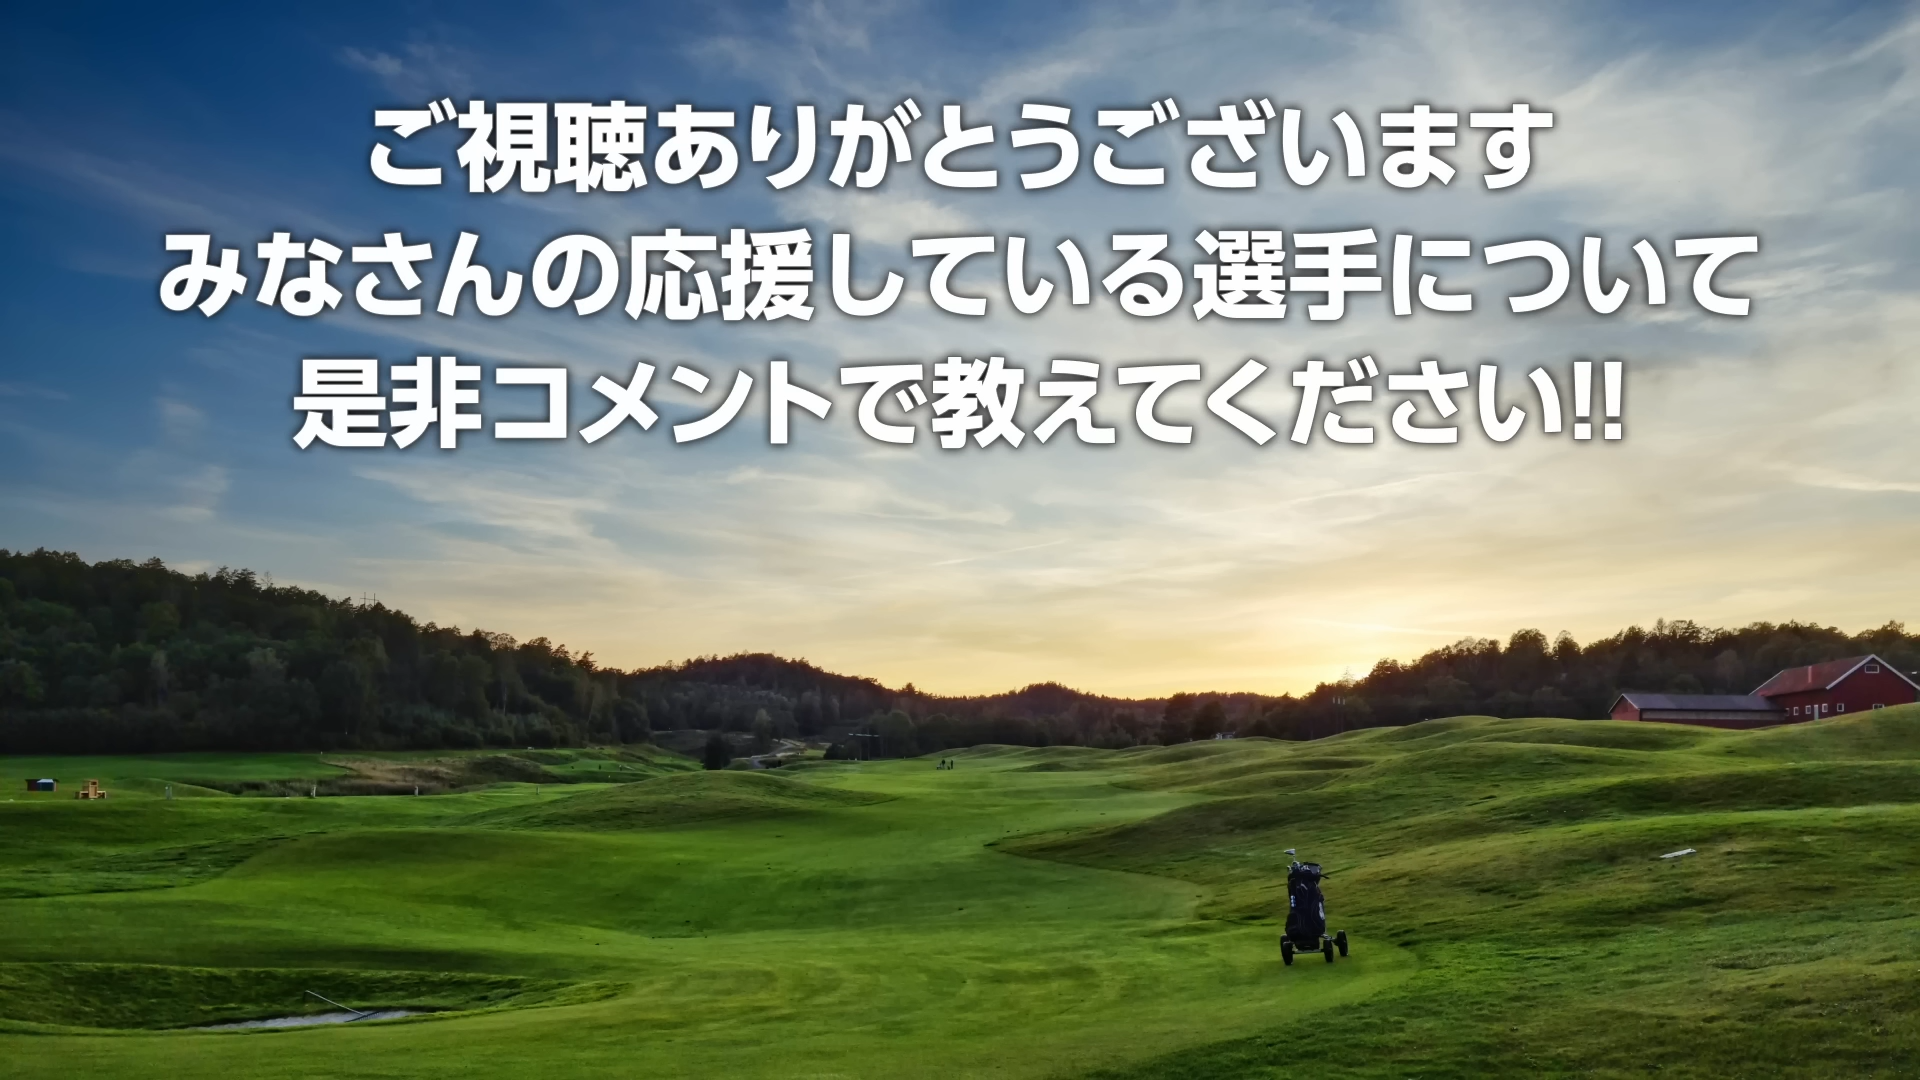 ご視聴ありがとうございます
みなさんの応援している選手について
是非コメントで教えてください!!